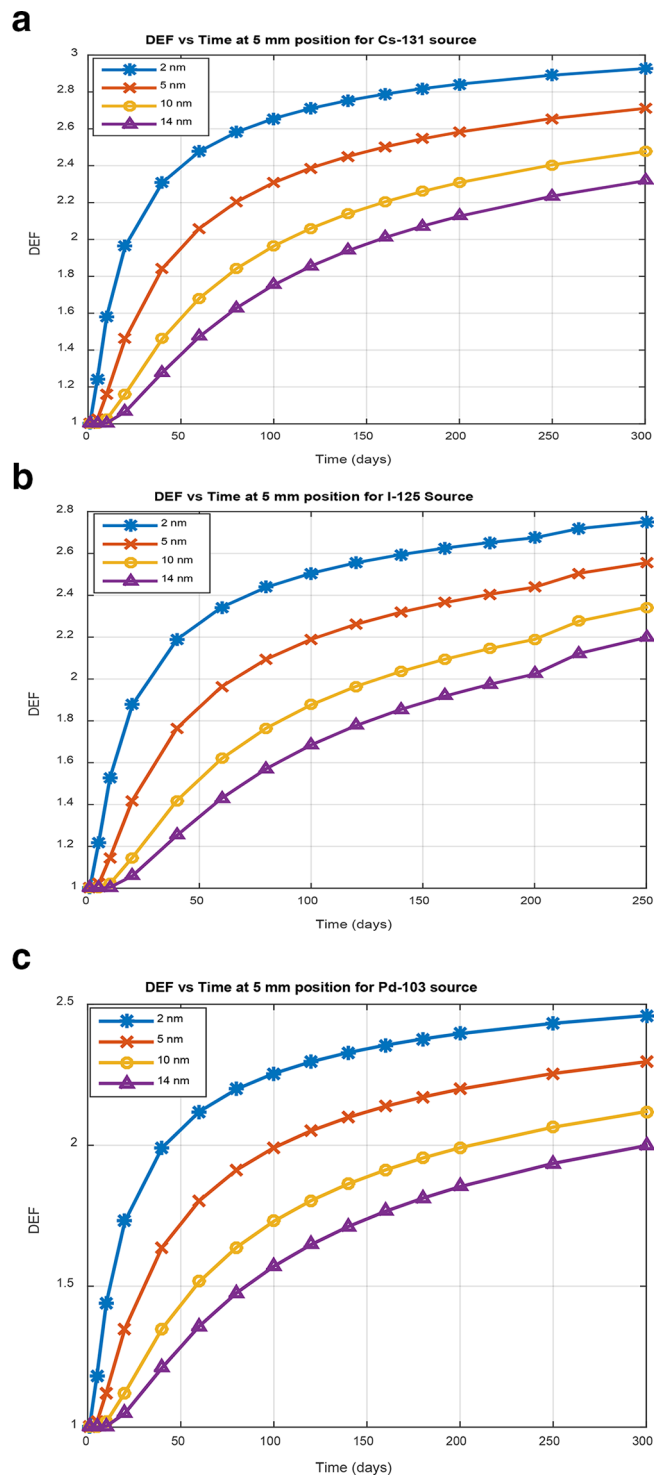 a
DEF vs Time at 5 mm position for Cs-131 source
3
2.8
2.6
2.4
2.2
2
1.8
1.6
1.4
1.2
1
DEF
2 nm
5 nm
10 nm
14 nm
0 50 100 150 200 250 300
Time (days)
b
DEF vs Time at 5 mm position for I-125 Source
2.8
2.6
2.4
2.2
2
1.8
1.6
1.4
1.2
1
DEF
2 nm
5 nm
10 nm
14 nm
0 50 100 150 200 250
Time (days)
c
DEF vs Time at 5 mm position for Pd-103 source
2.5
2
1.5
1
DEF
2 nm
5 nm
10 nm
14 nm
0 50 100 150 200 250 300
Time (days)